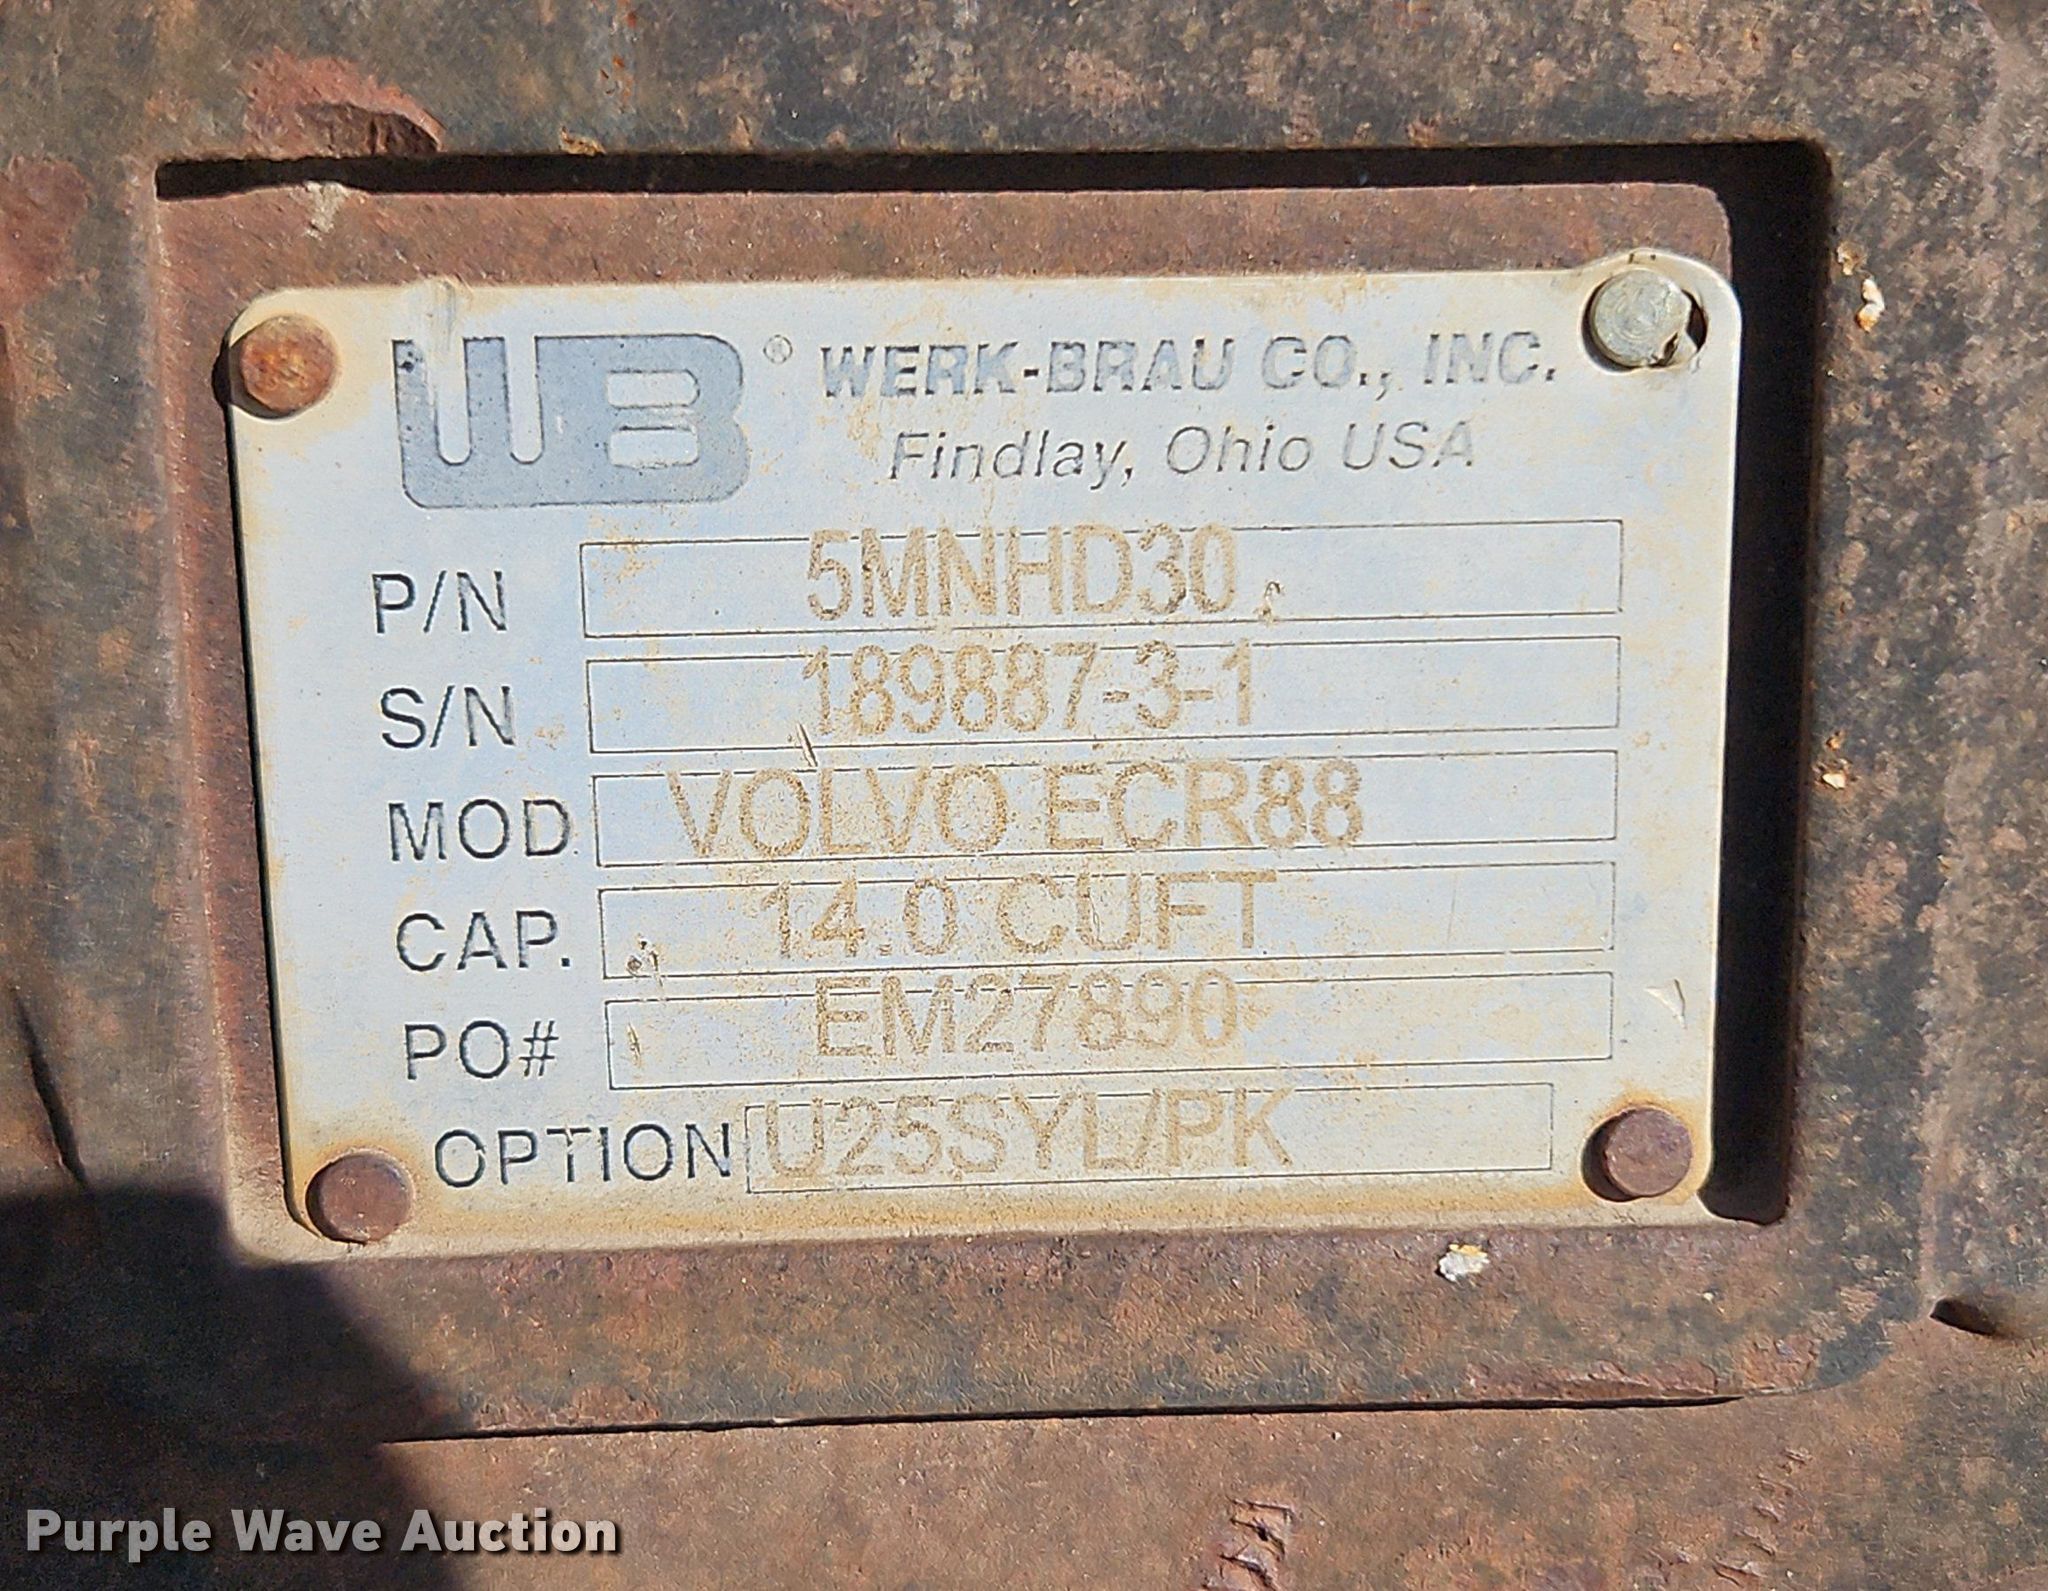 WB® WERK-BRAU CO., INC.
Findlay, Ohio USA
P/N 5MNHD30
S/N 189887-3-1
MOD. VOLVO ECR88
CAP. 14.0 CUFT
PO# EM27890
OPTION U25SYL/PK
Purple Wave Auction